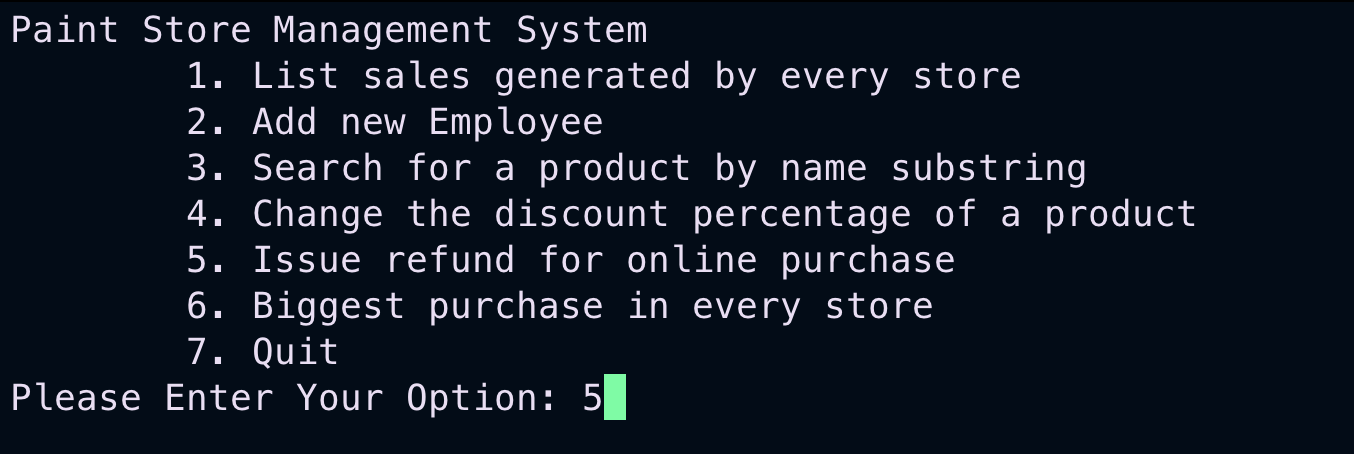 Paint Store Management System
1. List sales generated by every store
2. Add new Employee
3. Search for a product by name substring
4. Change the discount percentage of a product
5. Issue refund for online purchase
6. Biggest purchase in every store
7. Quit
Please Enter Your Option: 5